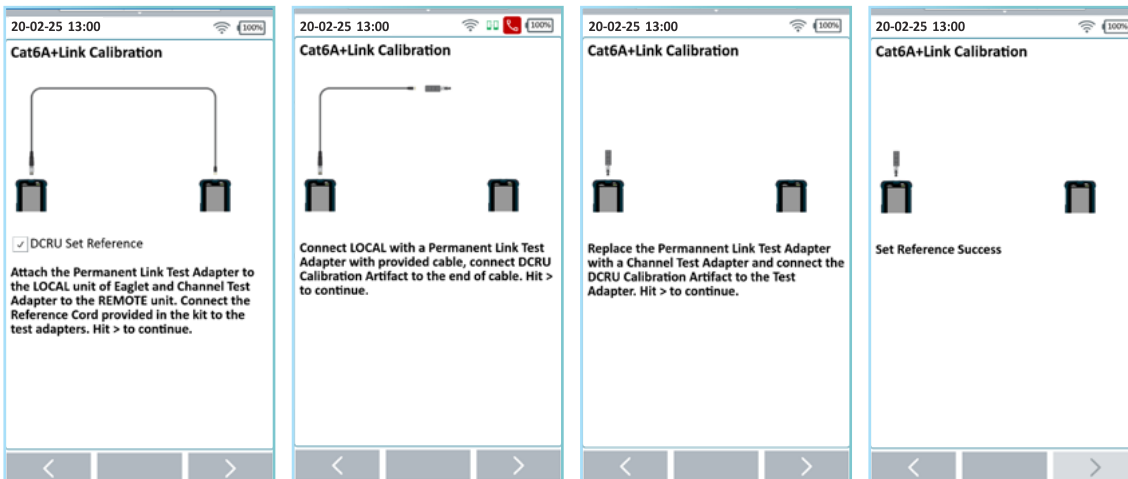 20-02-25 13:00
100%
Cat6A+Link Calibration
DCRU Set Reference
Attach the Permanent Link Test Adapter to
the LOCAL unit of Eaglet and Channel Test
Adapter to the REMOTE unit. Connect the
Reference Cord provided in the kit to the
test adapters. Hit > to continue.
20-02-25 13:00
100%
Cat6A+Link Calibration
Connect LOCAL with a Permanent Link Test
Adapter with provided cable, connect DCRU
Calibration Artifact to the end of cable. Hit >
to continue.
20-02-25 13:00
100%
Cat6A+Link Calibration
Replace the Permannent Link Test Adapter
with a Channel Test Adapter and connect the
DCRU Calibration Artifact to the Test
Adapter. Hit > to continue.
20-02-25 13:00
100%
Cat6A+Link Calibration
Set Reference Success